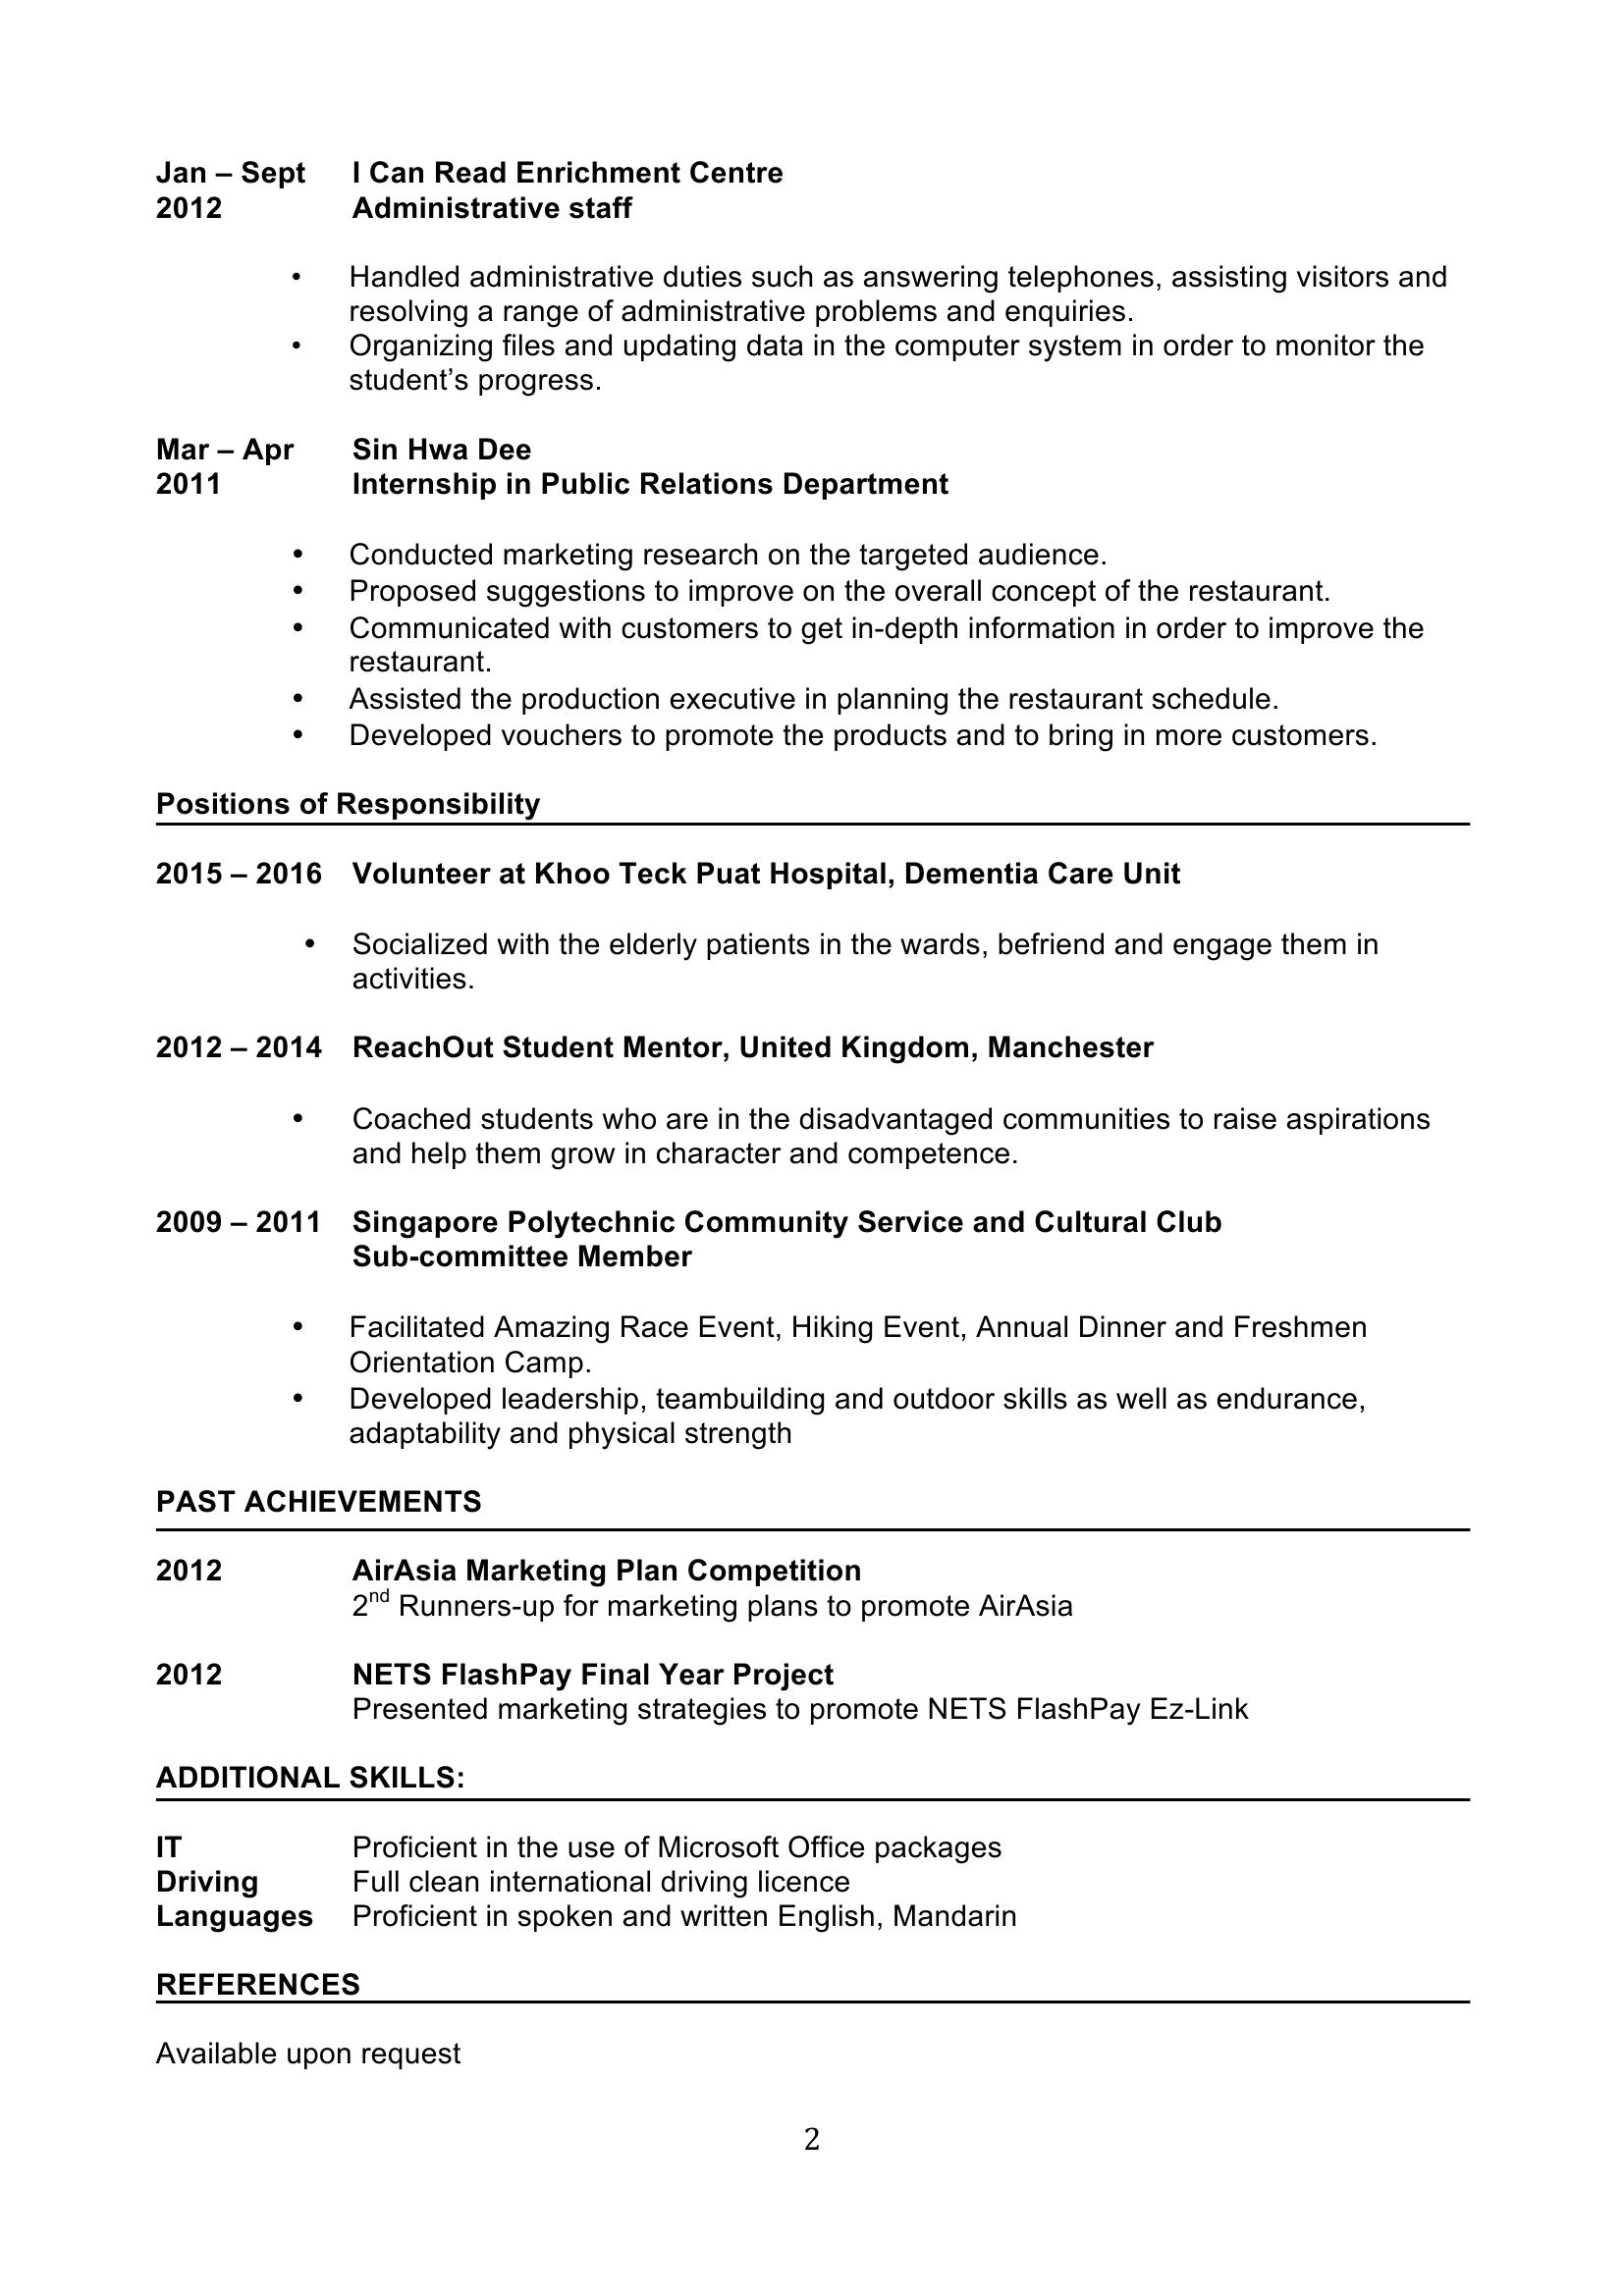 Jan – Sept I Can Read Enrichment Centre
2012 Administrative staff
• Handled administrative duties such as answering telephones, assisting visitors and
resolving a range of administrative problems and enquiries.
• Organizing files and updating data in the computer system in order to monitor the
student’s progress.
Mar – Apr Sin Hwa Dee
2011 Internship in Public Relations Department
• Conducted marketing research on the targeted audience.
• Proposed suggestions to improve on the overall concept of the restaurant.
• Communicated with customers to get in-depth information in order to improve the
restaurant.
• Assisted the production executive in planning the restaurant schedule.
• Developed vouchers to promote the products and to bring in more customers.
Positions of Responsibility
2015 – 2016 Volunteer at Khoo Teck Puat Hospital, Dementia Care Unit
• Socialized with the elderly patients in the wards, befriend and engage them in
activities.
2012 – 2014 ReachOut Student Mentor, United Kingdom, Manchester
• Coached students who are in the disadvantaged communities to raise aspirations
and help them grow in character and competence.
2009 – 2011 Singapore Polytechnic Community Service and Cultural Club
Sub-committee Member
• Facilitated Amazing Race Event, Hiking Event, Annual Dinner and Freshmen
Orientation Camp.
• Developed leadership, teambuilding and outdoor skills as well as endurance,
adaptability and physical strength
PAST ACHIEVEMENTS
2012 AirAsia Marketing Plan Competition
2nd Runners-up for marketing plans to promote AirAsia
2012 NETS FlashPay Final Year Project
Presented marketing strategies to promote NETS FlashPay Ez-Link
ADDITIONAL SKILLS:
IT Proficient in the use of Microsoft Office packages
Driving Full clean international driving licence
Languages Proficient in spoken and written English, Mandarin
REFERENCES
Available upon request
2